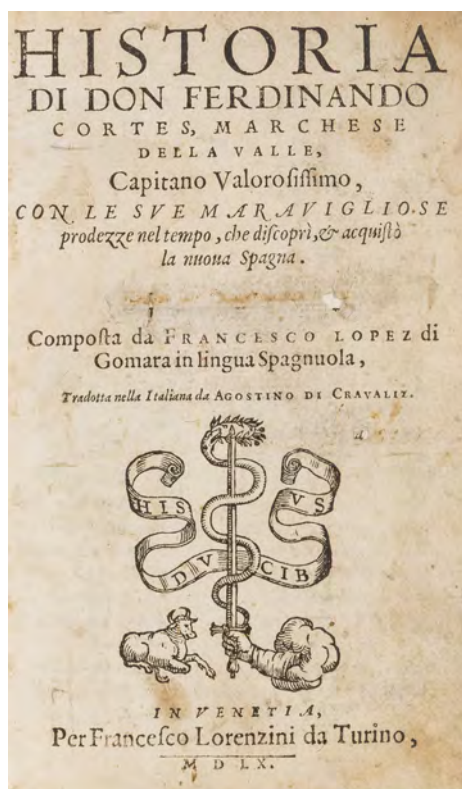 HISTORIA
DI DON FERDINANDO
CORTES, MARCHESE
DELLA VALLE,
Capitano Valoroſiſſimo,
CON LE SVE MARAVIGLIOSE
prodezze nel tempo, che diſcoprì, & acquiſtò
la nuoua Spagna.
Compoſta da FRANCESCO LOPEZ di
Gomara in lingua Spagnuola,
Tradotta nella Italiana da AGOSTINO DI CRAVALIZ.
HIS VS
DV CIB
IN VENETIA,
Per Franceſco Lorenzini da Turino,
MDLX.